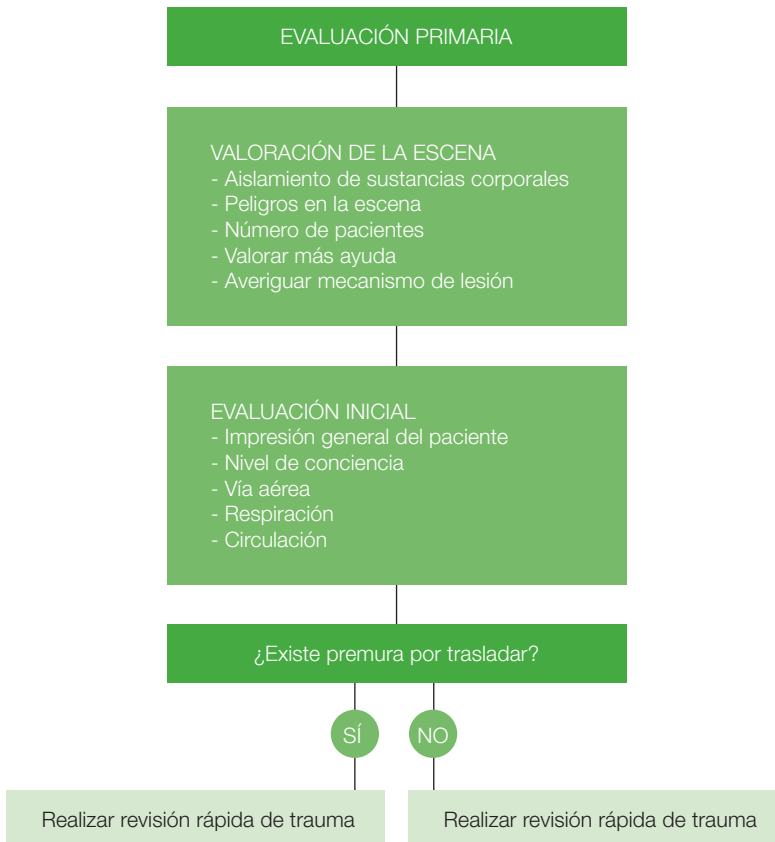 EVALUACIÓN PRIMARIA
VALORACIÓN DE LA ESCENA
- Aislamiento de sustancias corporales
- Peligros en la escena
- Número de pacientes
- Valorar más ayuda
- Averiguar mecanismo de lesión
EVALUACIÓN INICIAL
- Impresión general del paciente
- Nivel de conciencia
- Vía aérea
- Respiración
- Circulación
¿Existe premura por trasladar?
SÍ
NO
Realizar revisión rápida de trauma
Realizar revisión rápida de trauma